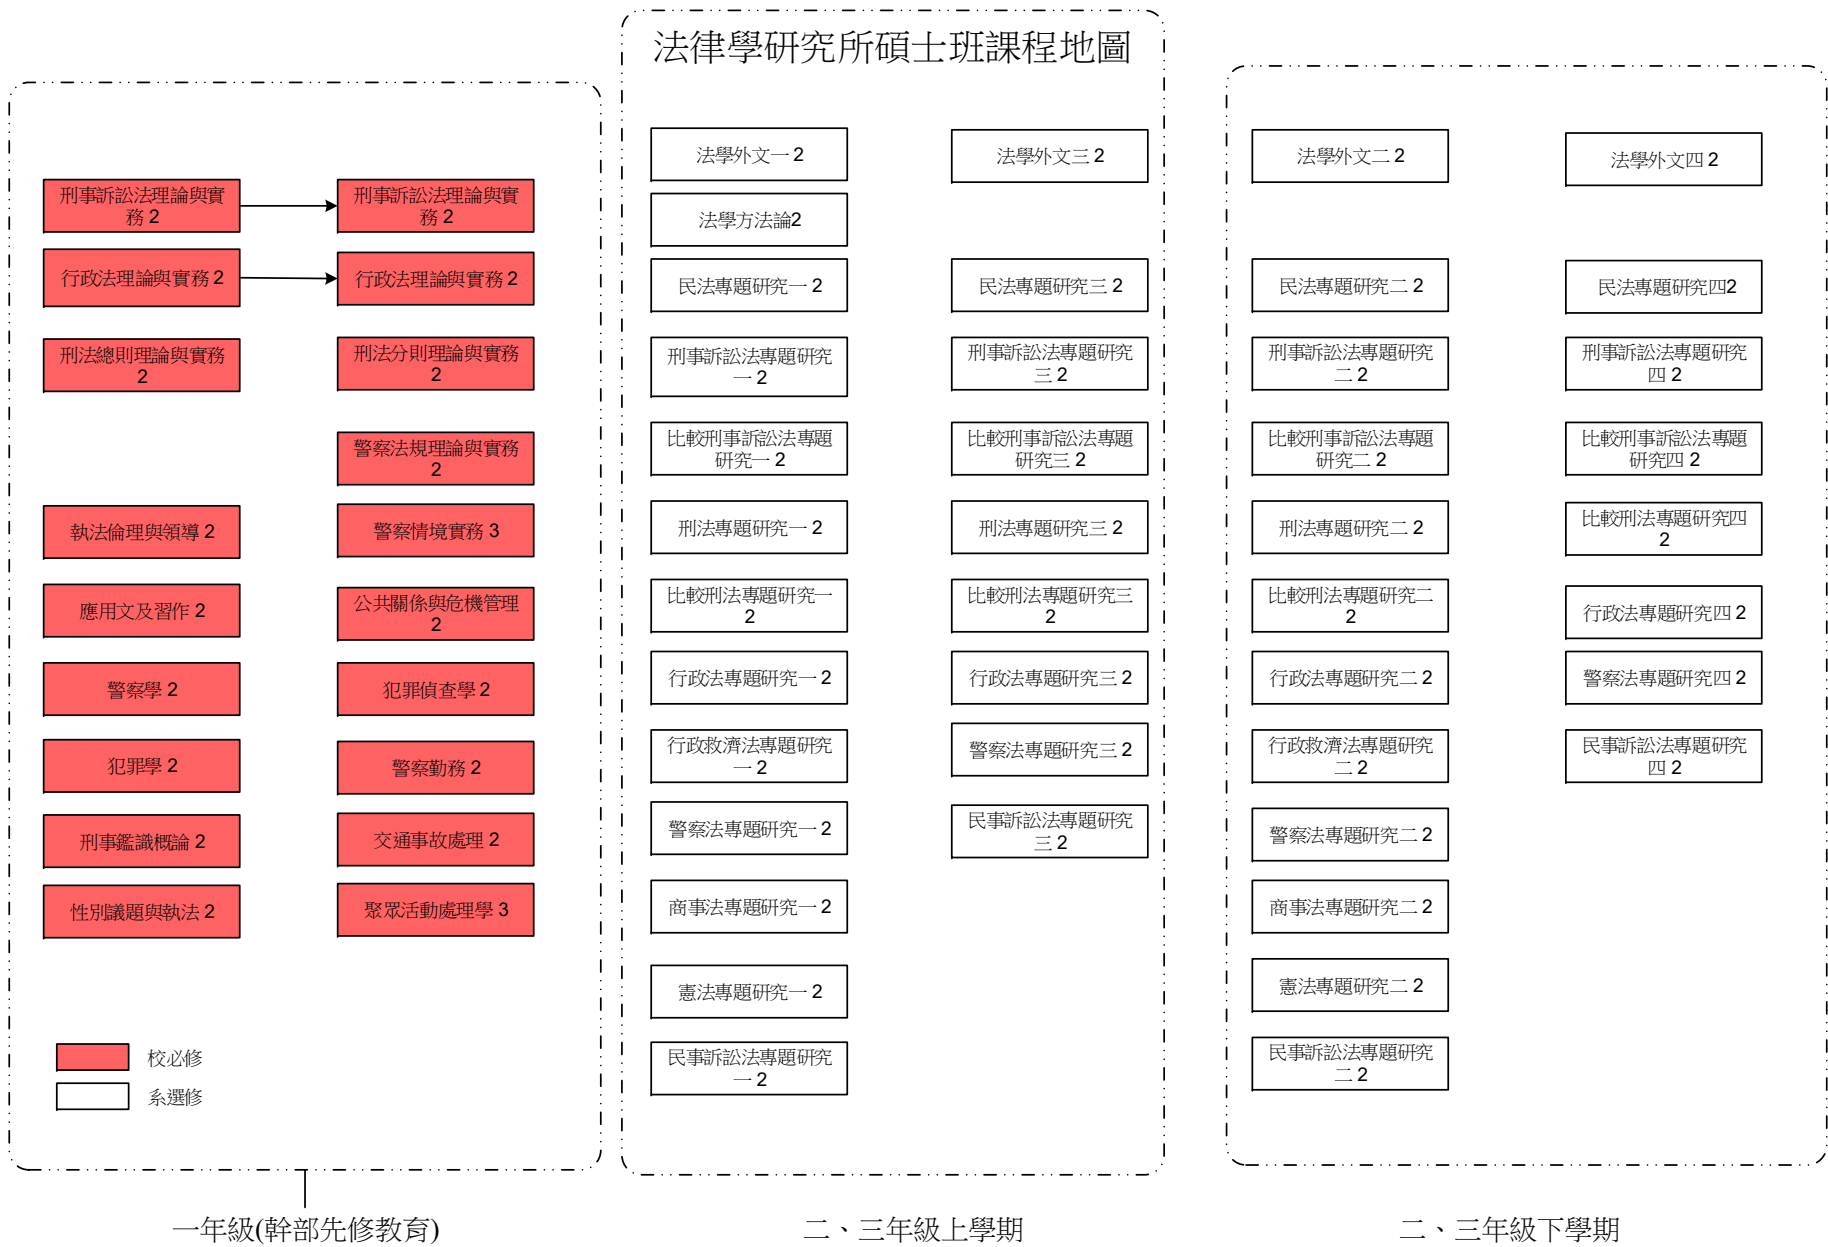 法律學研究所碩士班課程地圖
刑事訴訟法理論與實
務 2
刑事訴訟法理論與實
務 2
行政法理論與實務 2
行政法理論與實務 2
刑法總則理論與實務
2
刑法分則理論與實務
2
警察法規理論與實務
2
執法倫理與領導 2
警察情境實務 3
應用文及習作 2
公共關係與危機管理
2
警察學 2
犯罪偵查學 2
犯罪學 2
警察勤務 2
刑事鑑識概論 2
交通事故處理 2
性別議題與執法 2
聚眾活動處理學 3
校必修
系選修
一年級(幹部先修教育)
法學外文一 2
法學外文三 2
法學方法論2
民法專題研究一 2
民法專題研究三 2
刑事訴訟法專題研究
一 2
刑事訴訟法專題研究
三 2
比較刑事訴訟法專題
研究一 2
比較刑事訴訟法專題
研究三 2
刑法專題研究一 2
刑法專題研究三 2
比較刑法專題研究一
2
比較刑法專題研究三
2
行政法專題研究一 2
行政法專題研究三 2
行政救濟法專題研究
一 2
警察法專題研究三 2
警察法專題研究一 2
民事訴訟法專題研究
三 2
商事法專題研究一 2
憲法專題研究一 2
民事訴訟法專題研究
一 2
二、三年級上學期
法學外文二 2
法學外文四 2
民法專題研究二 2
民法專題研究四2
刑事訴訟法專題研究
二 2
刑事訴訟法專題研究
四 2
比較刑事訴訟法專題
研究二 2
比較刑事訴訟法專題
研究四 2
刑法專題研究二 2
比較刑法專題研究四
2
比較刑法專題研究二
2
行政法專題研究四 2
行政法專題研究二 2
警察法專題研究四 2
行政救濟法專題研究
二 2
民事訴訟法專題研究
四 2
警察法專題研究二 2
商事法專題研究二 2
憲法專題研究二 2
民事訴訟法專題研究
二 2
二、三年級下學期